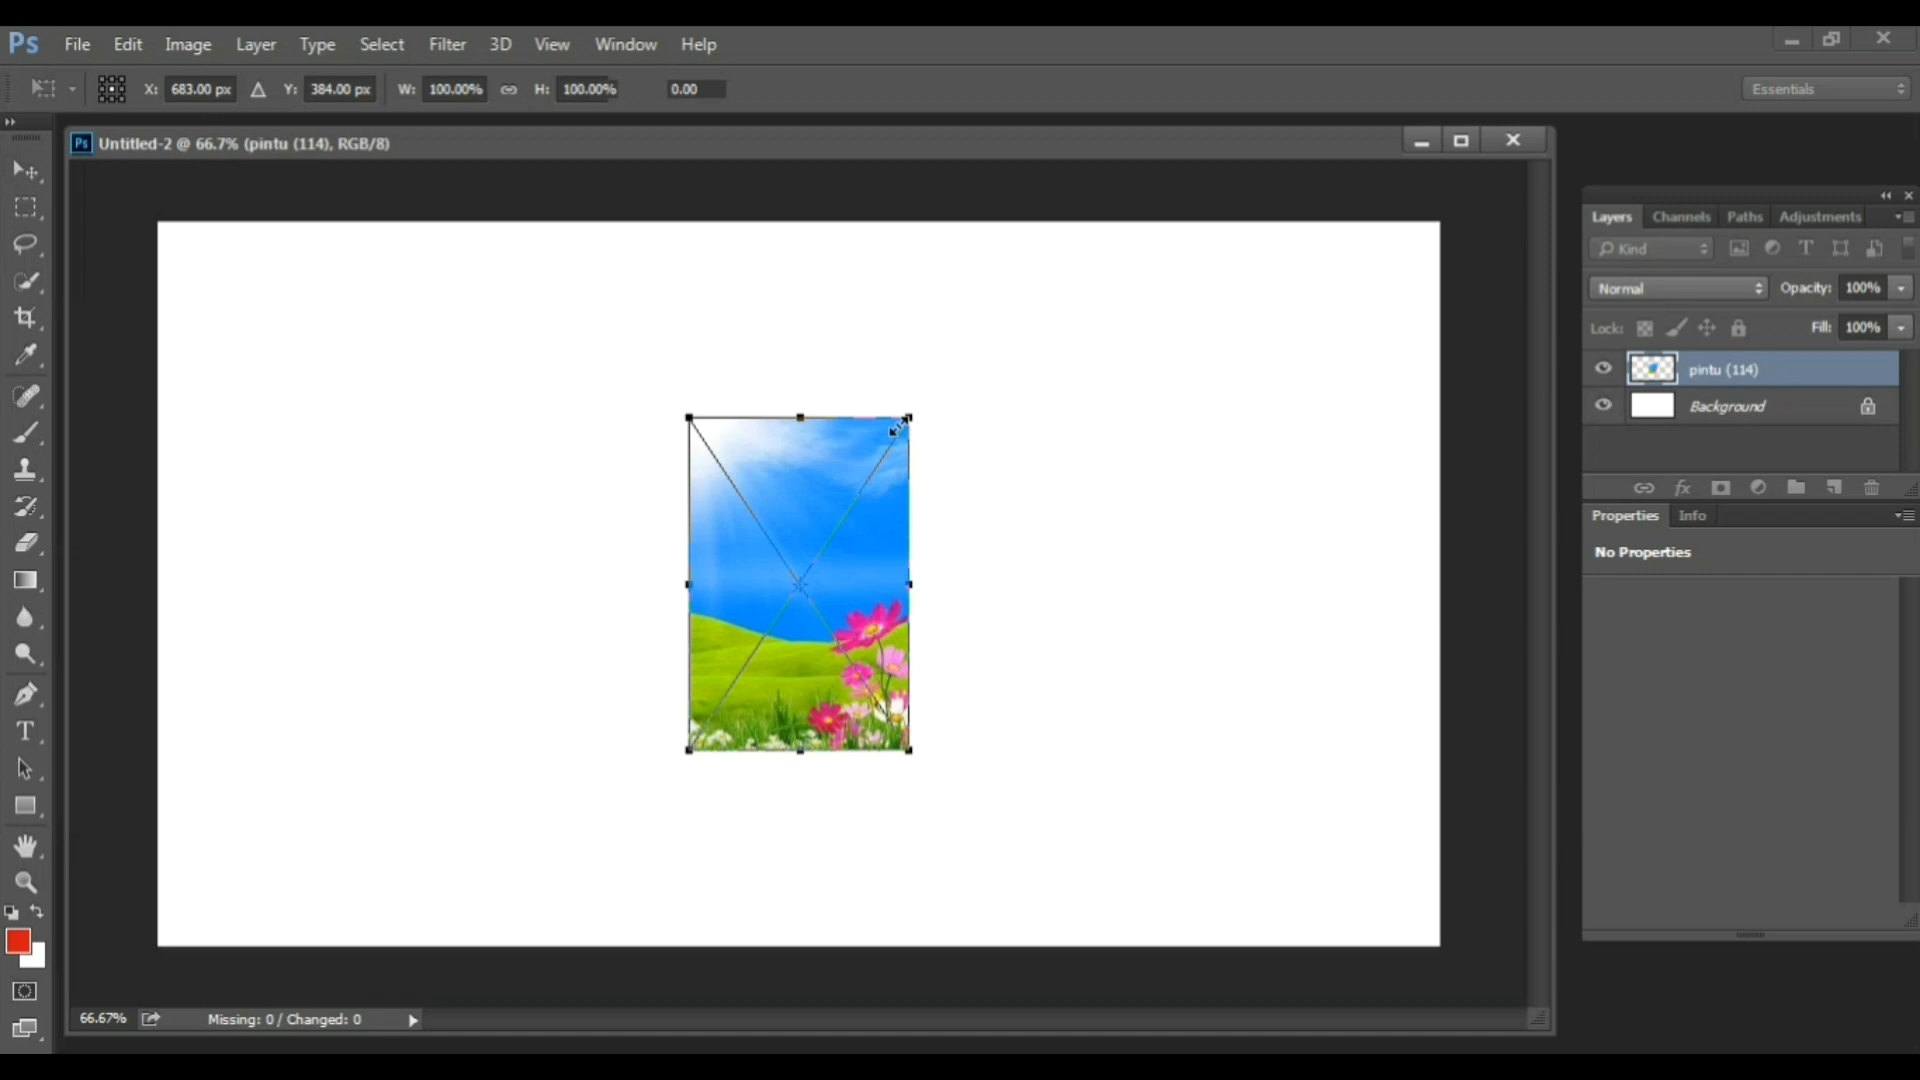 Ps File Edit Image Layer Type Select Filter 3D View Window Help
X: 683.00 px Y: 384.00 px W: 100.00% H: 100.00% 0.00 Essentials
Ps Untitled-2 @ 66.7% (pintu (114), RGB/8)
Layers Channels Paths Adjustments
Kind T
Normal Opacity: 100%
Lock: Fill: 100%
pintu (114)
Background
fx
Properties Info
No Properties
T
66.67% Missing: 0 / Changed: 0